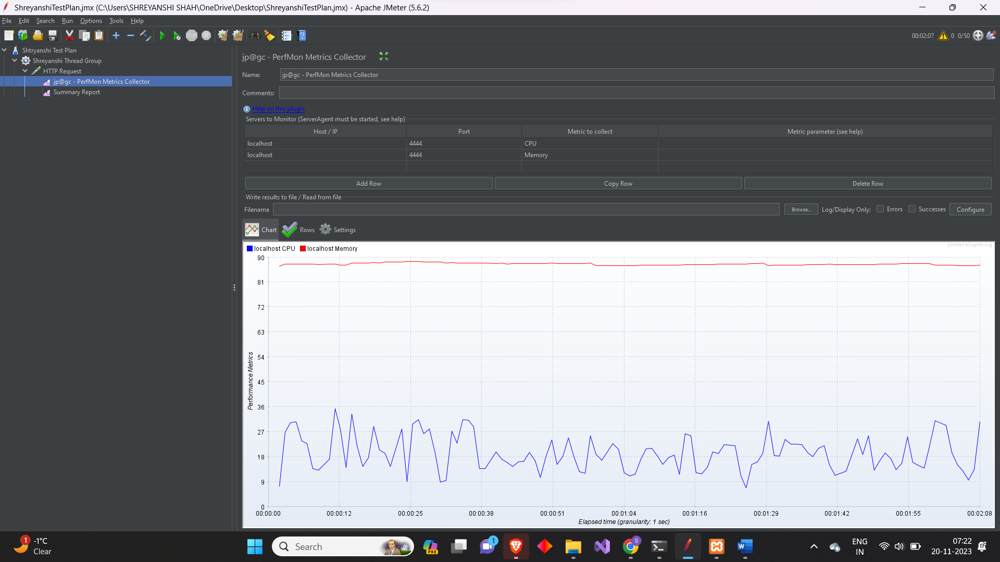 ShreyanshiTestPlan.jmx (C:\Users\SHREYANSHI SHAH\OneDrive\Desktop\ShreyanshiTestPlan.jmx) - Apache JMeter (5.6.2)
File Edit Search Run Options Tools Help
STOP
00:02:07 0 0/50
Shtryanshi Test Plan
Shreyanshi Thread Group
HTTP Request
jp@gc - PerfMon Metrics Collector
Summary Report
jp@gc - PerfMon Metrics Collector
Name: jp@gc - PerfMon Metrics Collector
Comments:
Help on this plugin
Servers to Monitor (ServerAgent must be started, see help)
Host / IP Port Metric to collect Metric parameter (see help)
localhost 4444 CPU
localhost 4444 Memory
Add Row Copy Row Delete Row
Write results to file / Read from file
Filename Browse... Log/Display Only: Errors Successes Configure
Chart Rows Settings
jmeter-plugins.org
localhost CPU localhost Memory
90
81
72
63
54
45
36
27
18
9
0
Performance Metrics
00:00:00 00:00:12 00:00:25 00:00:38 00:00:51 00:01:04 00:01:16 00:01:29 00:01:42 00:01:55 00:02:08
Elapsed time (granularity: 1 sec)
1
-1°C
Clear
Search
PRE
1
S
W
ENG
IN
07:22
20-11-2023